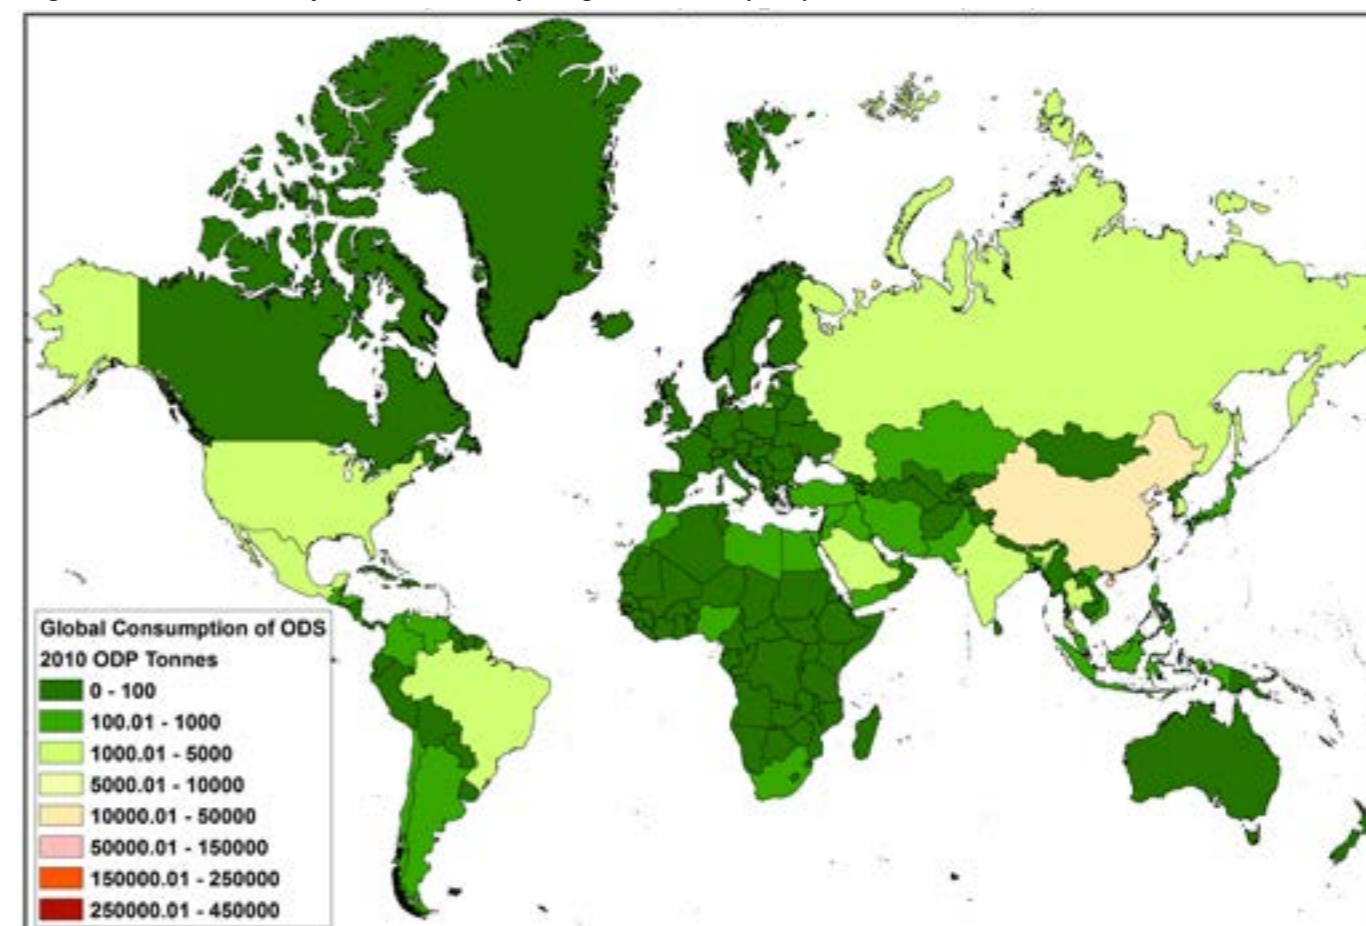 Global Consumption of ODS
2010 ODP Tonnes
0 - 100
100.01 - 1000
1000.01 - 5000
5000.01 - 10000
10000.01 - 50000
50000.01 - 150000
150000.01 - 250000
250000.01 - 450000